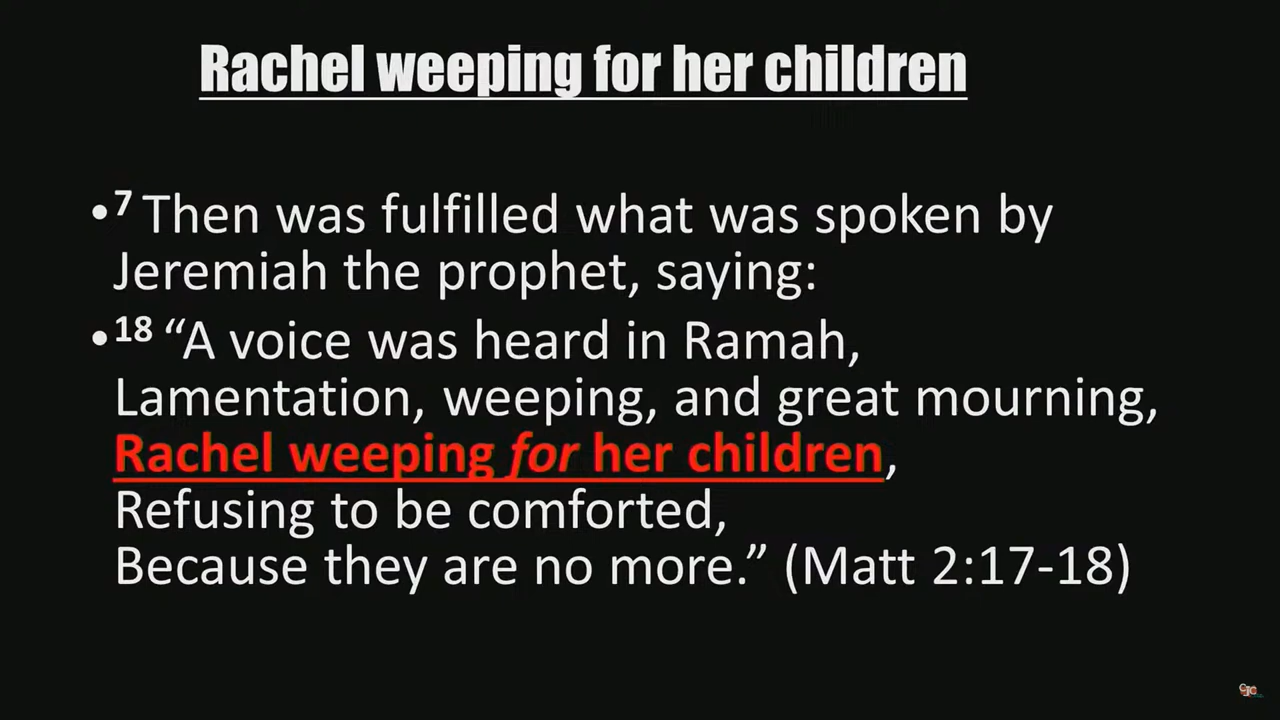 Rachel weeping for her children
•7 Then was fulfilled what was spoken by
Jeremiah the prophet, saying:
•18 “A voice was heard in Ramah,
Lamentation, weeping, and great mourning,
Rachel weeping for her children,
Refusing to be comforted,
Because they are no more.” (Matt 2:17-18)